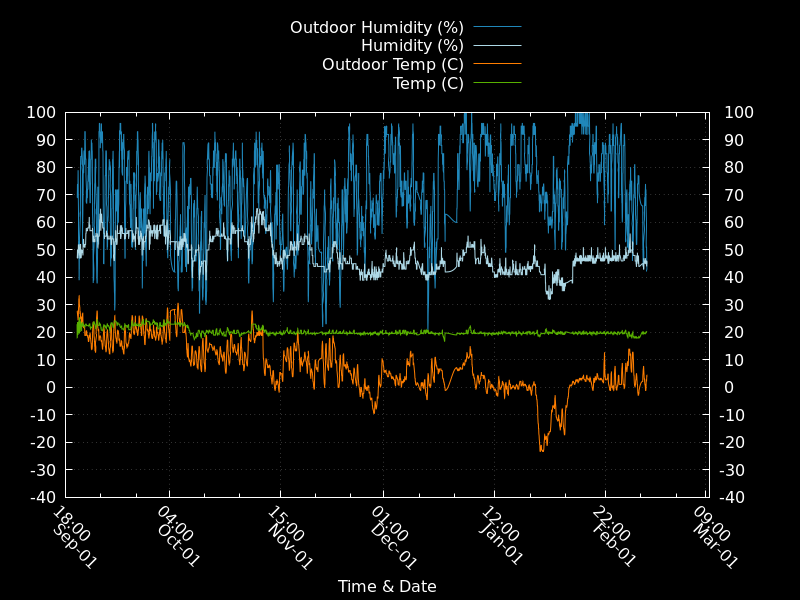 Outdoor Humidity (%)
Humidity (%)
Outdoor Temp (C)
Temp (C)
100 100
90 90
80 80
70 70
60 60
50 50
40 40
30 30
20 20
10 10
0 0
-10 -10
-20 -20
-30 -30
-40 -40
18:00 04:00 15:00 01:00 12:00 22:00 09:00
Sep-01 Oct-01 Nov-01 Dec-01 Jan-01 Feb-01 Mar-01
Time & Date